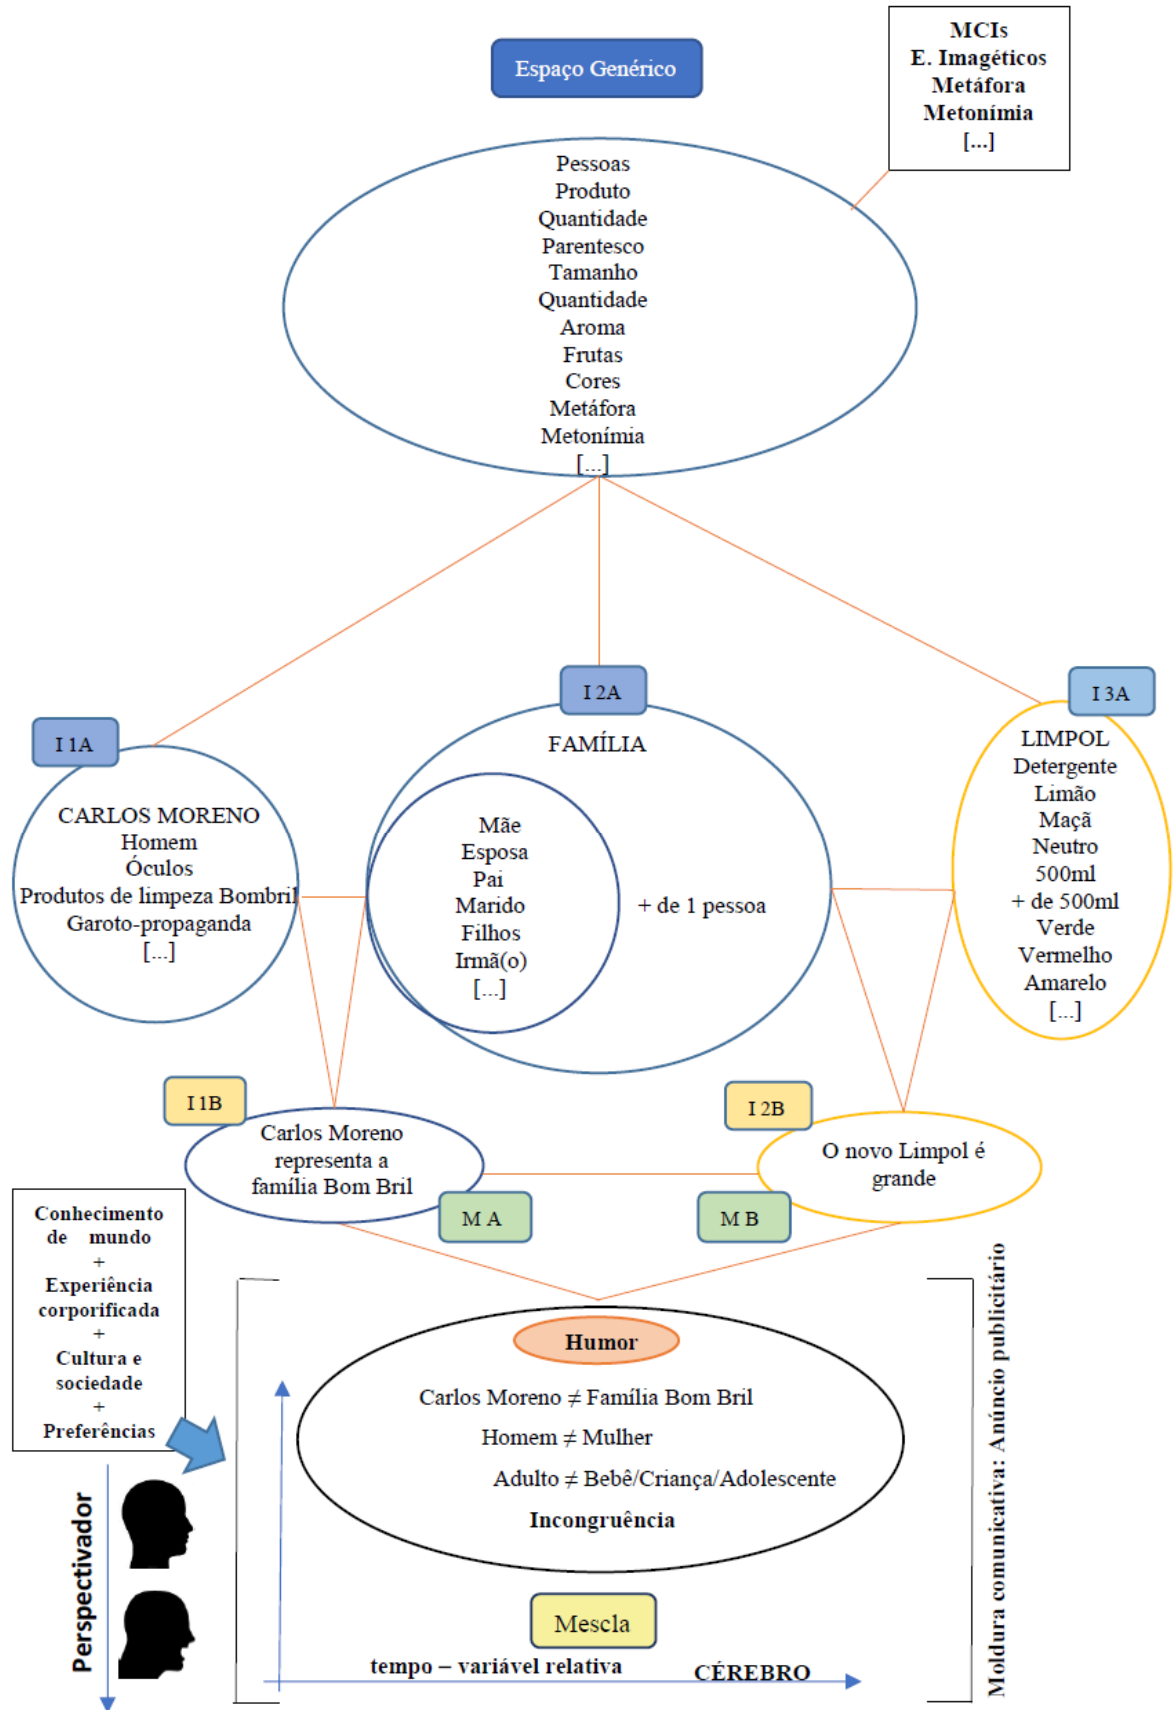 MCIs
E. Imagéticos
Metáfora
Metonímia
[...]
Espaço Genérico
Pessoas
Produto
Quantidade
Parentesco
Tamanho
Quantidade
Aroma
Frutas
Cores
Metáfora
Metonímia
[...]
I 1A
CARLOS MORENO
Homem
Óculos
Produtos de limpeza Bombril
Garoto-propaganda
[...]
I 2A
FAMÍLIA
Mãe
Esposa
Pai
Marido
Filhos
Irmã(o)
[...]
+ de 1 pessoa
I 3A
LIMPOL
Detergente
Limão
Maçã
Neutro
500ml
+ de 500ml
Verde
Vermelho
Amarelo
[...]
I 1B
Carlos Moreno
representa a
família Bom Bril
M A
I 2B
O novo Limpol é
grande
M B
Conhecimento
de mundo
+
Experiência
corporificada
+
Cultura e
sociedade
+
Preferências
Perspectivador
Humor
Carlos Moreno ≠ Família Bom Bril
Homem ≠ Mulher
Adulto ≠ Bebê/Criança/Adolescente
Incongruência
Mescla
tempo – variável relativa
CÉREBRO
Moldura comunicativa: Anúncio publicitário